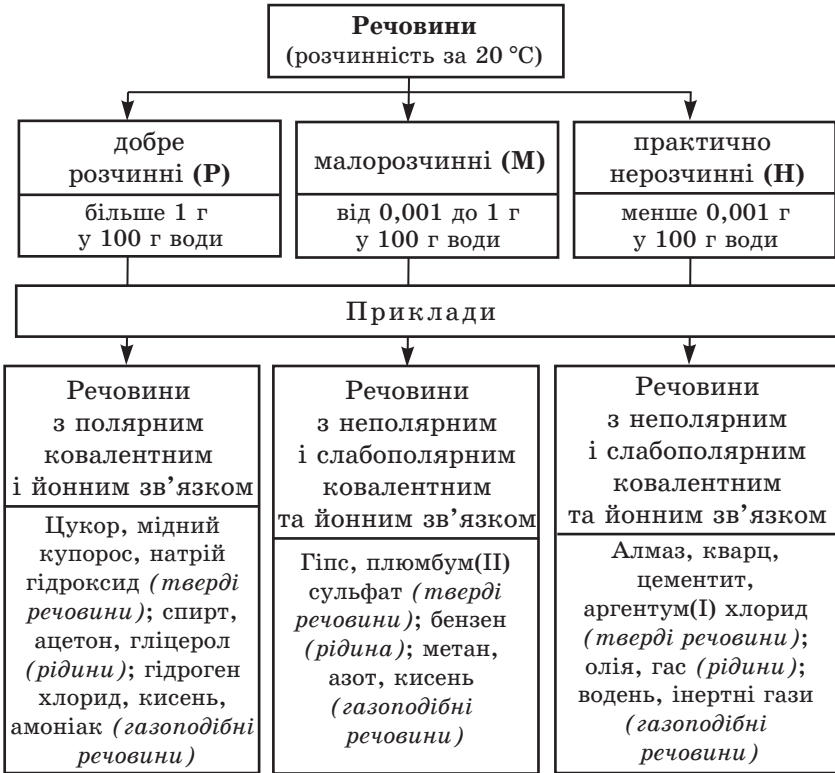 Речовини
(розчинність за 20 °С)
добре
розчинні (Р)
більше 1 г
у 100 г води
малорозчинні (М)
від 0,001 до 1 г
у 100 г води
практично
нерозчинні (Н)
менше 0,001 г
у 100 г води
Приклади
Речовини
з полярним
ковалентним
і йонним зв'язком
Цукор, мідний
купорос, натрій
гідроксид (тверді
речовини); спирт,
ацетон, гліцерол
(рідини); гідроген
хлорид, кисень,
амоніак (газоподібні
речовини)
Речовини
з неполярним
і слабополярним
ковалентним
та йонним зв'язком
Гіпс, плюмбум(ІІ)
сульфат (тверді
речовини); бензен
(рідина); метан,
азот, кисень
(газоподібні
речовини)
Речовини
з неполярним
і слабополярним
ковалентним
та йонним зв'язком
Алмаз, кварц,
цементит,
аргентум(І) хлорид
(тверді речовини);
олія, гас (рідини);
водень, інертні гази
(газоподібні
речовини)